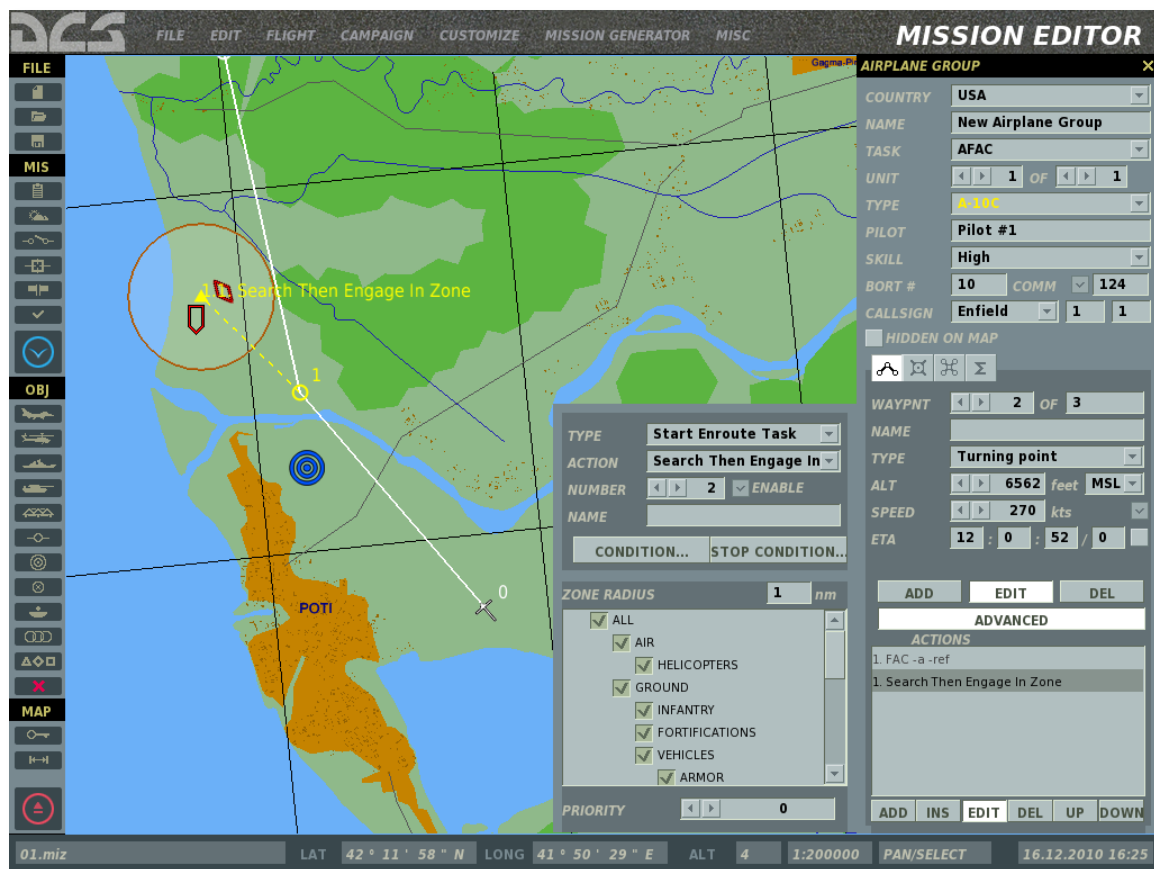 DCS FILE EDIT FLIGHT CAMPAIGN CUSTOMIZE MISSION GENERATOR MISC MISSION EDITOR
FILE
MIS
OBJ
MAP
1. Search Then Engage In Zone
1
0
POTI
AIRPLANE GROUP
COUNTRY USA
NAME New Airplane Group
TASK AFAC
UNIT 1 OF 1
TYPE A-10C
PILOT Pilot #1
SKILL High
BORT # 10 COMM 124
CALLSIGN Enfield 1 1
HIDDEN ON MAP
WAYPNT 2 OF 3
NAME
TYPE Turning point
ALT 6562 feet MSL
SPEED 270 kts
ETA 12 : 0 : 52 / 0
ADD EDIT DEL
ADVANCED
ACTIONS
1. FAC -a -ref
1. Search Then Engage In Zone
ADD INS EDIT DEL UP DOWN
TYPE Start Enroute Task
ACTION Search Then Engage In
NUMBER 2 ENABLE
NAME
CONDITION... STOP CONDITION...
ZONE RADIUS 1 nm
ALL
AIR
HELICOPTERS
GROUND
INFANTRY
FORTIFICATIONS
VEHICLES
ARMOR
PRIORITY 0
01.miz LAT 42 ° 11 ' 58 " N LONG 41 ° 50 ' 29 " E ALT 4 1:200000 PAN/SELECT 16.12.2010 16:25